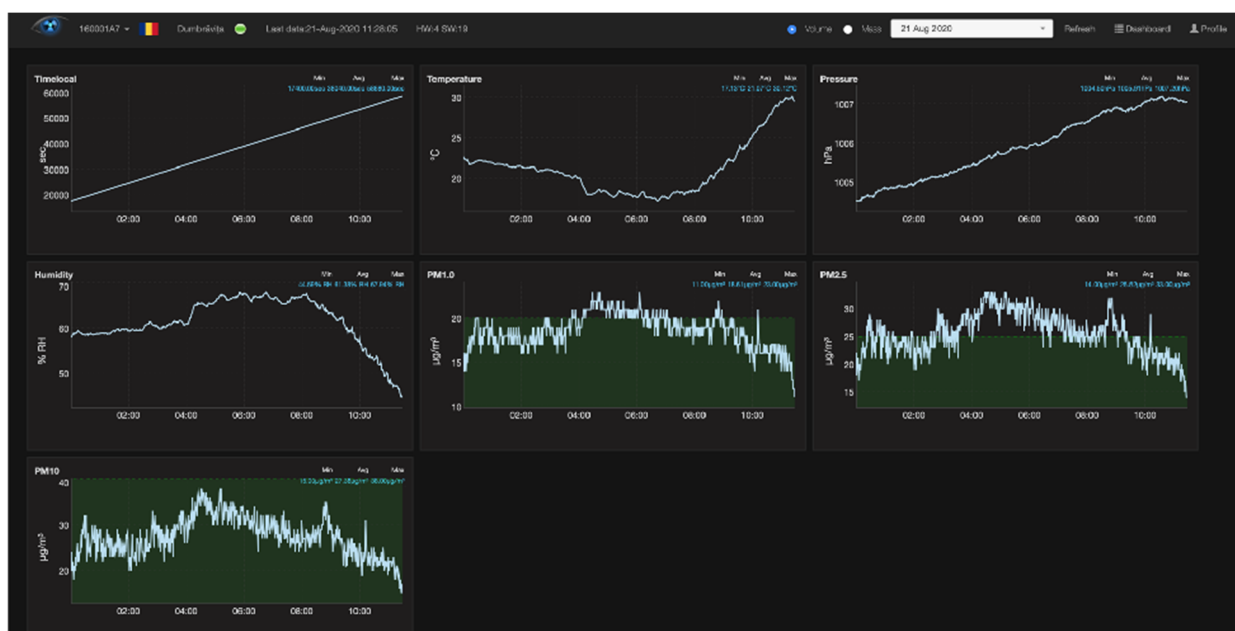 160001A7 Dumbrăvița Last data:21-Aug-2020 11:28:05 HW:4 SW:19 Volume Mass 21 Aug 2020 Refresh Dashboard Profile
Timelocal Min Avg Max
60000
50000
40000
30000
20000
sec
02:00 04:00 06:00 08:00 10:00
Temperature Min Avg Max
30
25
20
°C
02:00 04:00 06:00 08:00 10:00
Pressure Min Avg Max
1007
1006
1005
hPa
02:00 04:00 06:00 08:00 10:00
Humidity Min Avg Max
70
60
50
% RH
02:00 04:00 06:00 08:00 10:00
PM1.0 Min Avg Max
20
15
10
µg/m³
02:00 04:00 06:00 08:00 10:00
PM2.5 Min Avg Max
30
25
20
15
µg/m³
02:00 04:00 06:00 08:00 10:00
PM10 Min Avg Max
40
30
20
µg/m³
02:00 04:00 06:00 08:00 10:00